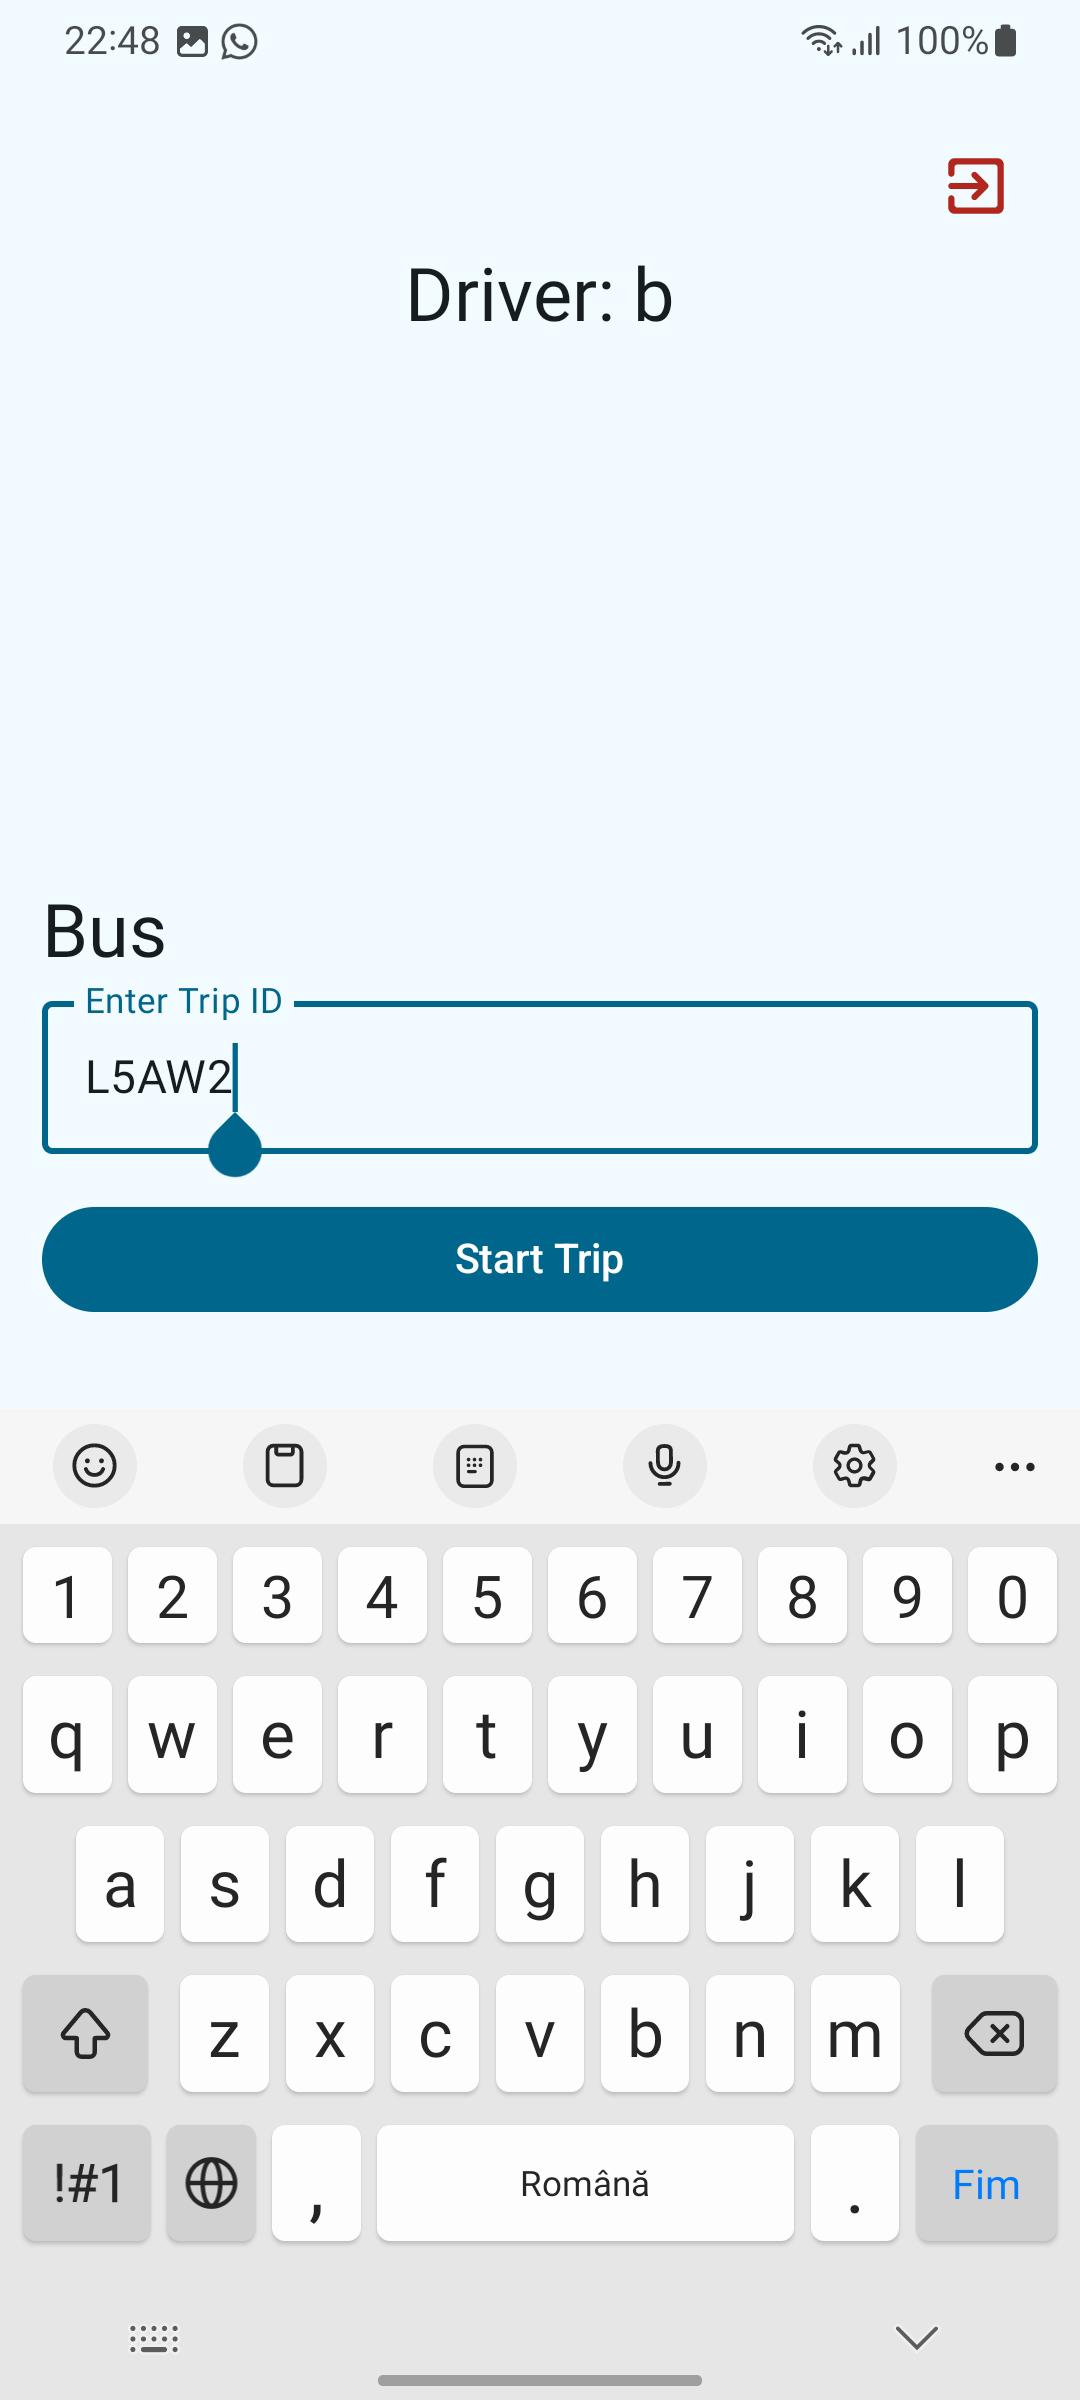 22:48
100%
Driver: b
Bus
Enter Trip ID
L5AW2
Start Trip
1 2 3 4 5 6 7 8 9 0
q w e r t y u i o p
a s d f g h j k l
z x c v b n m
!#1 , Română . Fim